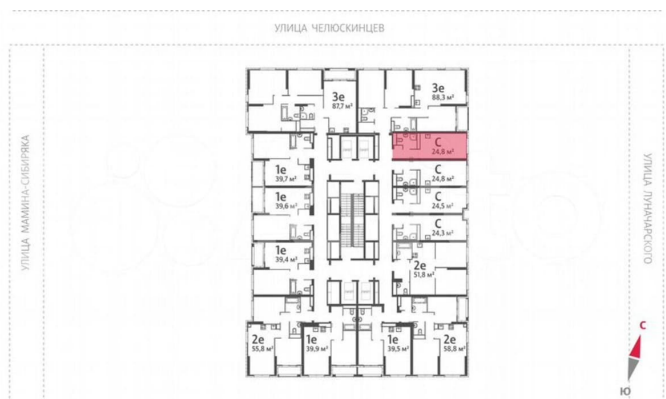 УЛИЦА ЧЕЛЮСКИНЦЕВ
УЛИЦА МАМИНА-СИБИРЯКА
УЛИЦА ЛУНАЧАРСКОГО
3е
87,7 м²
3е
88,3 м²
С
24,8 м²
1е
39,7 м²
С
24,8 м²
1е
39,6 м²
С
24,5 м²
С
24,3 м²
1е
39,4 м²
2е
51,8 м²
2е
55,8 м²
1е
39,9 м²
1е
39,5 м²
2е
58,8 м²
С
Ю